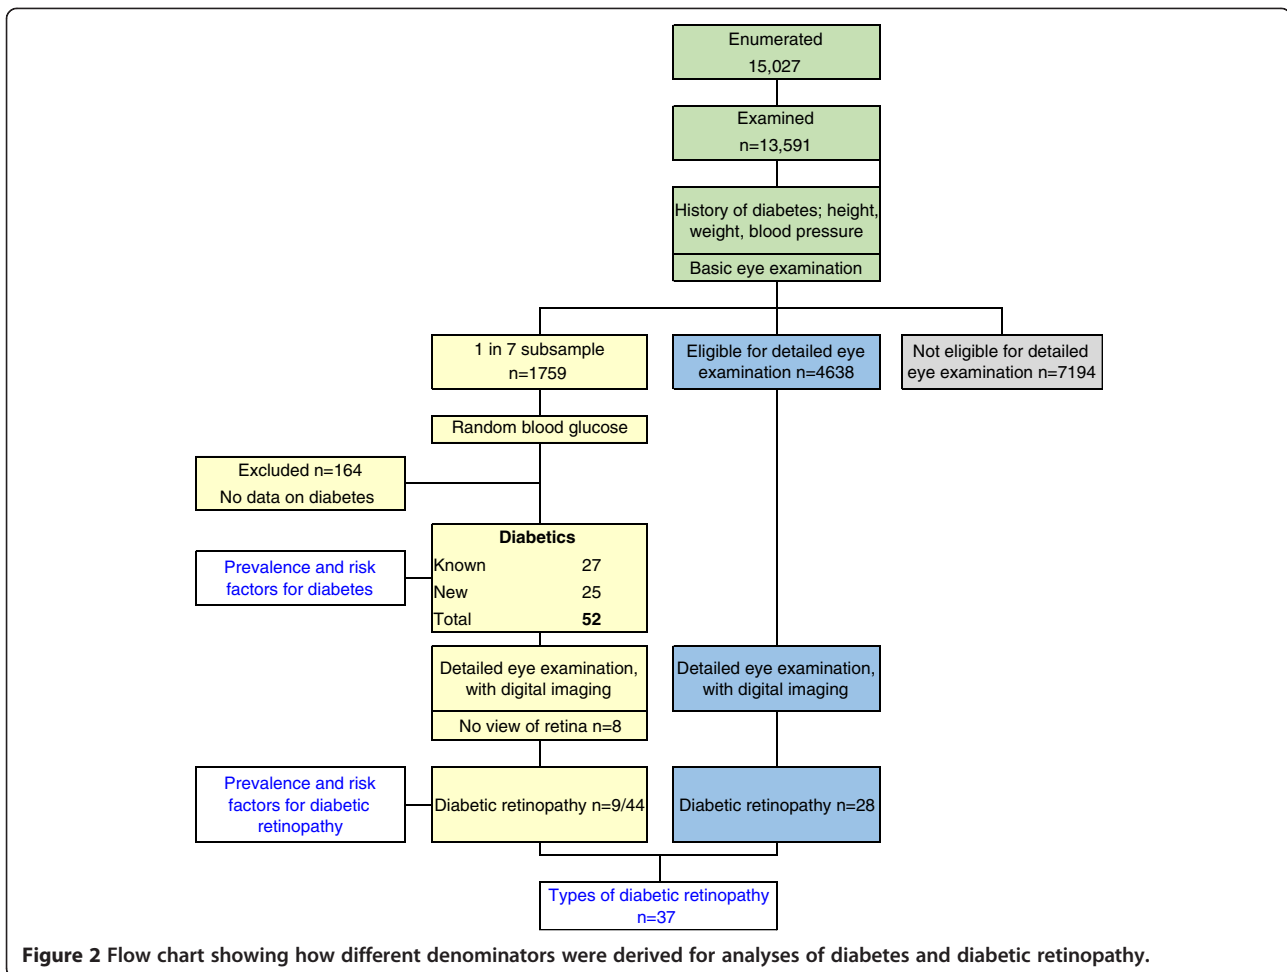 Enumerated
15,027
Examined
n=13,591
History of diabetes; height,
weight, blood pressure
Basic eye examination
1 in 7 subsample
n=1759
Eligible for detailed eye
examination n=4638
Not eligible for detailed
eye examination n=7194
Random blood glucose
Excluded n=164
No data on diabetes
Diabetics
Known 27
New 25
Total 52
Prevalence and risk
factors for diabetes
Detailed eye examination,
with digital imaging
No view of retina n=8
Detailed eye examination,
with digital imaging
Prevalence and risk
factors for diabetic
retinopathy
Diabetic retinopathy n=9/44
Diabetic retinopathy n=28
Types of diabetic retinopathy
n=37
Figure 2 Flow chart showing how different denominators were derived for analyses of diabetes and diabetic retinopathy.